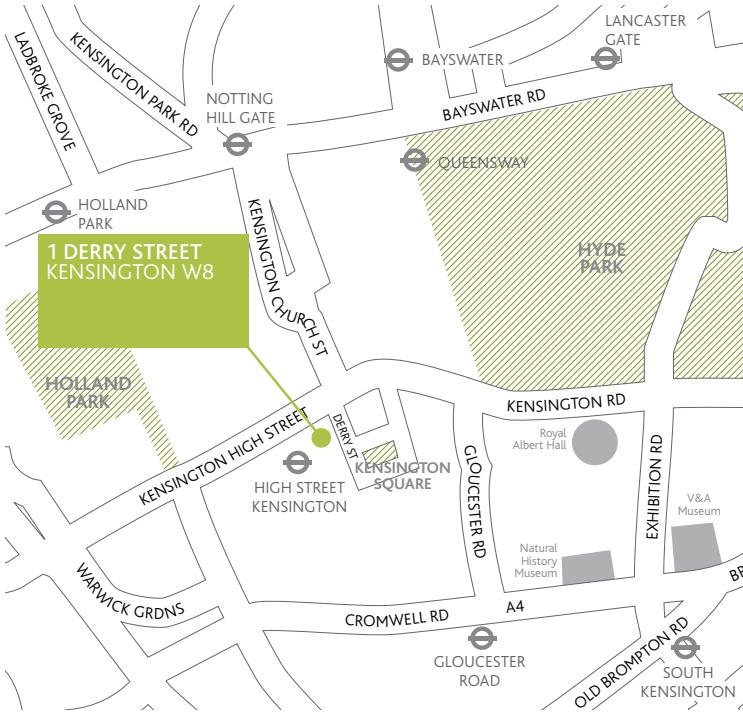 LANCASTER
GATE
LADBROKE GROVE
KENSINGTON PARK RD
BAYSWATER
NOTTING
HILL GATE
BAYSWATER RD
QUEENSWAY
HOLLAND
PARK
KENSINGTON CHURCH ST
1 DERRY STREET
KENSINGTON W8
HYDE
PARK
HOLLAND
PARK
KENSINGTON RD
KENSINGTON HIGH STREET
DERRY ST
Royal
Albert Hall
GLOUCESTER RD
EXHIBITION RD
KENSINGTON
SQUARE
HIGH STREET
KENSINGTON
V&A
Museum
Natural
History
Museum
WARWICK GRDNS
BR
CROMWELL RD
A4
OLD BROMPTON RD
GLOUCESTER
ROAD
SOUTH
KENSINGTON